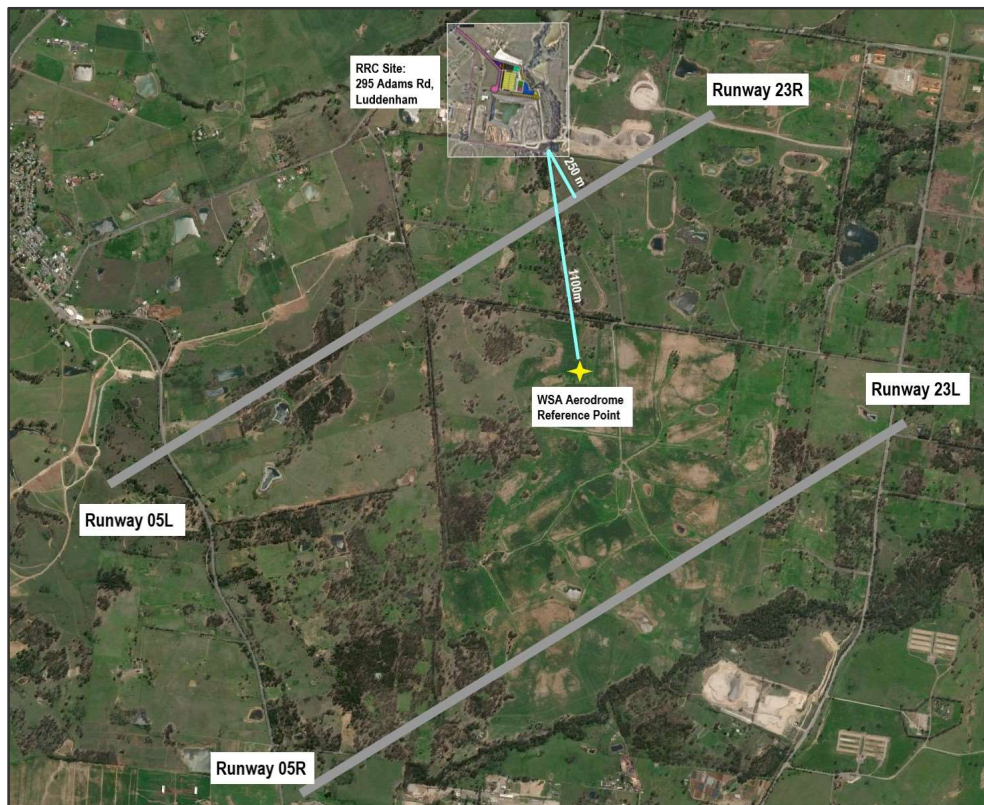 RRC Site:
295 Adams Rd,
Luddenham
Runway 23R
250 m
1100m
WSA Aerodrome
Reference Point
Runway 23L
Runway 05L
Runway 05R